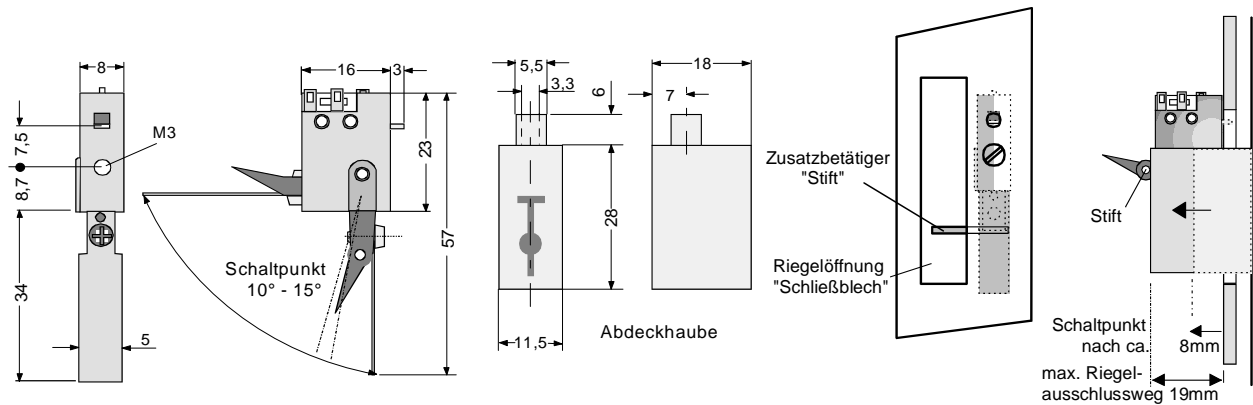 8
7,5
8,7
M3
34
5
16
3
23
57
Schaltpunkt
10° - 15°
5,5
3,3
6
28
11,5
18
7
Abdeckhaube
Zusatzbetätiger
"Stift"
Riegelöffnung
"Schließblech"
Stift
Schaltpunkt
nach ca.
8mm
max. Riegel-
ausschlussweg 19mm